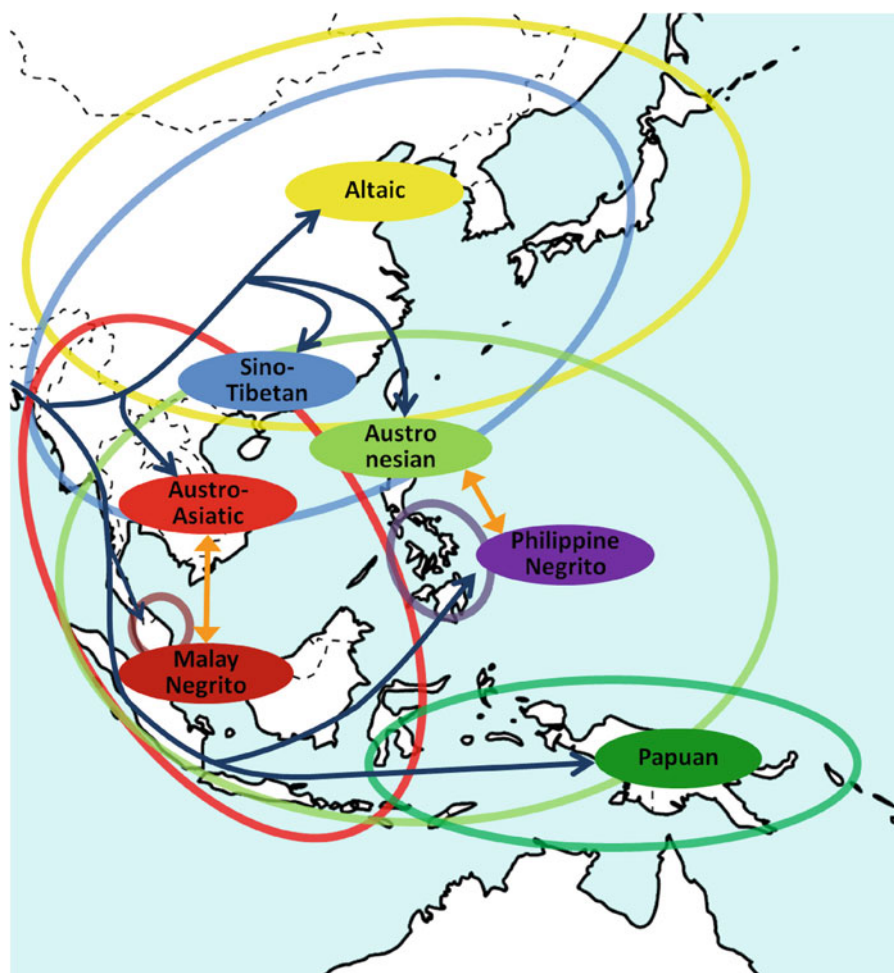 Altaic
Sino-
Tibetan
Austro
nesian
Austro-
Asiatic
Philippine
Negrito
Malay
Negrito
Papuan